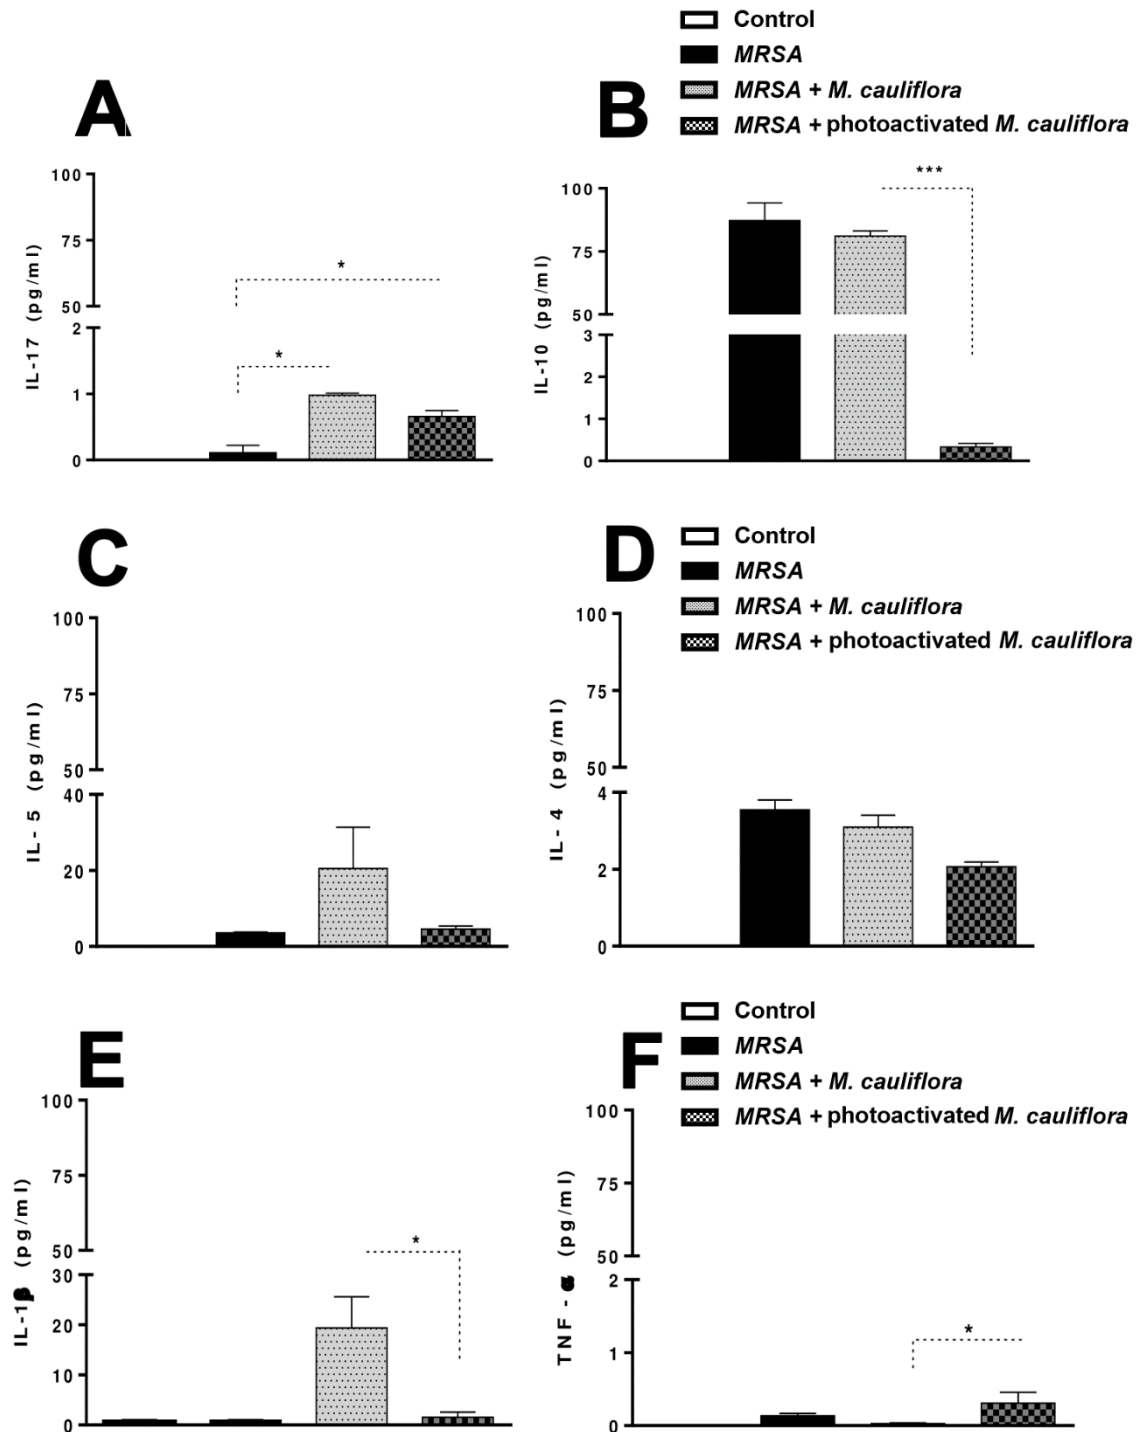 Control
MRSA
MRSA + M. cauliflora
MRSA + photoactivated M. cauliflora
A
B
IL-17 (pg/ml)
100
75
50
2
1
0
*
*
IL-10 (pg/ml)
100
75
50
3
2
1
0
***
Control
MRSA
MRSA + M. cauliflora
MRSA + photoactivated M. cauliflora
C
D
IL- 5 (pg/ml)
100
75
50
40
20
0
IL- 4 (pg/ml)
100
75
50
4
2
0
Control
MRSA
MRSA + M. cauliflora
MRSA + photoactivated M. cauliflora
E
F
IL-1β (pg/ml)
100
75
50
30
20
10
0
*
TNF - α (pg/ml)
100
75
50
2
1
0
*